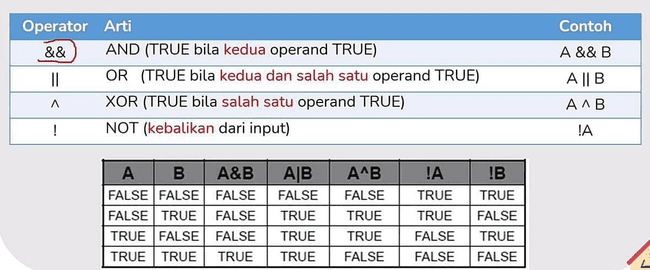 Operator Arti Contoh
&& AND (TRUE bila kedua operand TRUE) A && B
|| OR (TRUE bila kedua dan salah satu operand TRUE) A || B
^ XOR (TRUE bila salah satu operand TRUE) A ^ B
! NOT (kebalikan dari input) !A
A B A&B A|B A^B !A !B
FALSE FALSE FALSE FALSE FALSE TRUE TRUE
FALSE TRUE FALSE TRUE TRUE TRUE FALSE
TRUE FALSE FALSE TRUE TRUE FALSE TRUE
TRUE TRUE TRUE TRUE FALSE FALSE FALSE